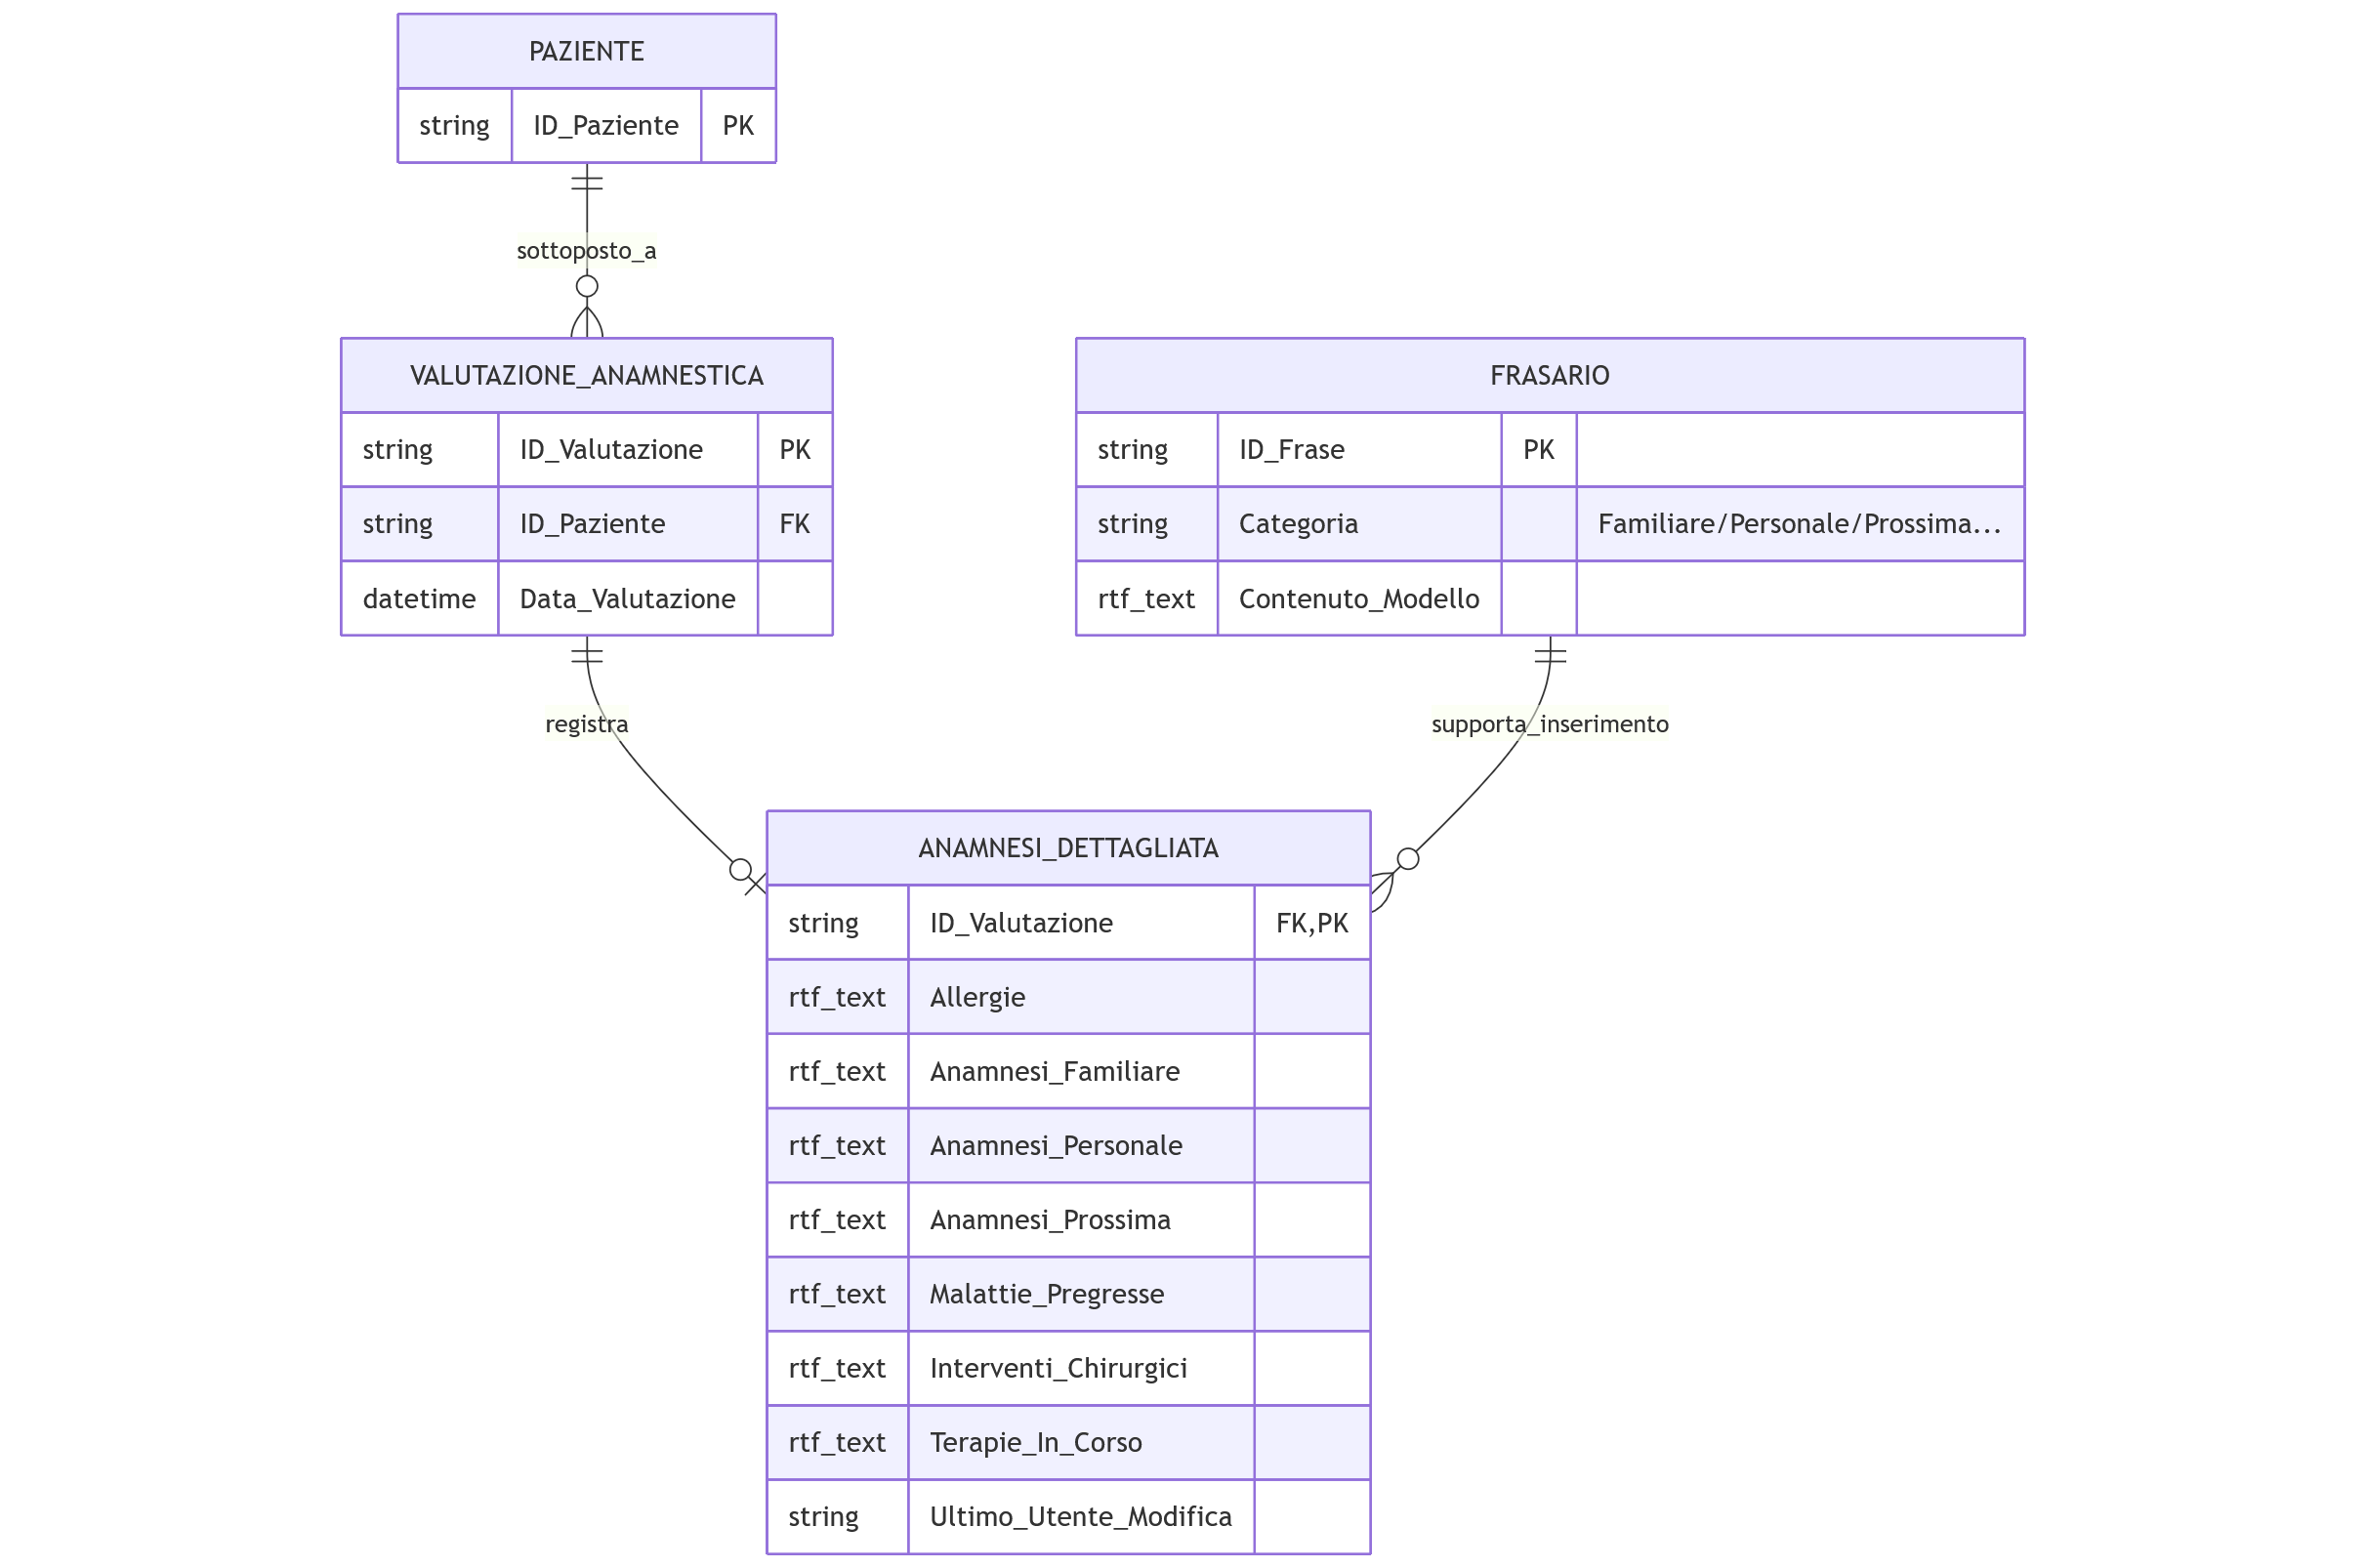 PAZIENTE
string ID_Paziente PK
sottoposto_a
VALUTAZIONE_ANAMNESTICA
string ID_Valutazione PK
string ID_Paziente FK
datetime Data_Valutazione
FRASARIO
string ID_Frase PK
string Categoria Familiare/Personale/Prossima...
rtf_text Contenuto_Modello
registra
supporta_inserimento
ANAMNESI_DETTAGLIATA
string ID_Valutazione FK,PK
rtf_text Allergie
rtf_text Anamnesi_Familiare
rtf_text Anamnesi_Personale
rtf_text Anamnesi_Prossima
rtf_text Malattie_Pregresse
rtf_text Interventi_Chirurgici
rtf_text Terapie_In_Corso
string Ultimo_Utente_Modifica